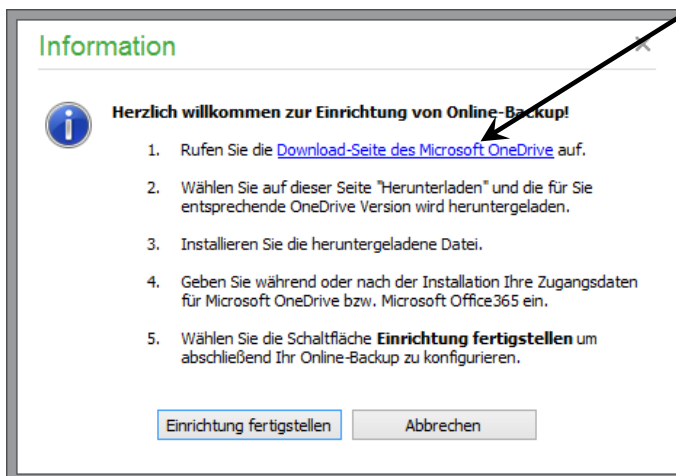 Information
Herzlich willkommen zur Einrichtung von Online-Backup!
1. Rufen Sie die Download-Seite des Microsoft OneDrive auf.
2. Wählen Sie auf dieser Seite "Herunterladen" und die für Sie
entsprechende OneDrive Version wird heruntergeladen.
3. Installieren Sie die heruntergeladene Datei.
4. Geben Sie während oder nach der Installation Ihre Zugangsdaten
für Microsoft OneDrive bzw. Microsoft Office365 ein.
5. Wählen Sie die Schaltfläche Einrichtung fertigstellen um
abschließend Ihr Online-Backup zu konfigurieren.
Einrichtung fertigstellen Abbrechen